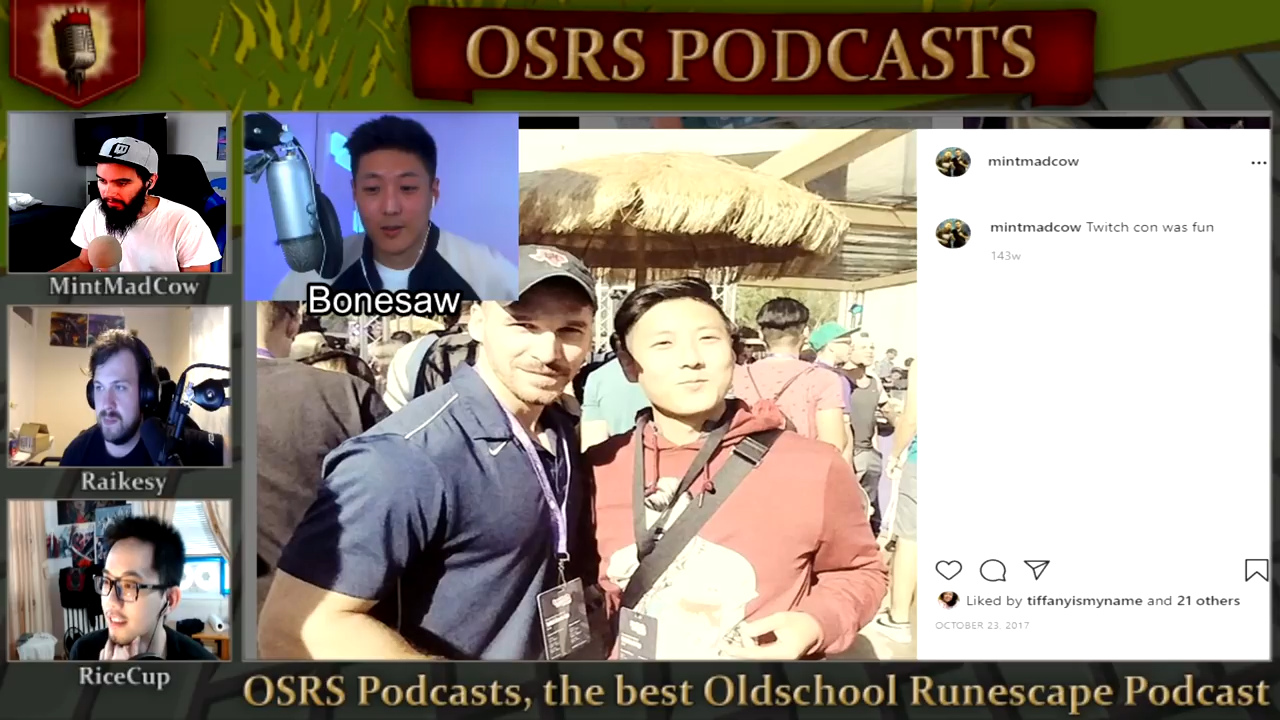 OSRS PODCASTS
MintMadCow
Bonesaw
Raikesy
RiceCup
mintmadcow
mintmadcow Twitch con was fun
143w
Liked by tiffanyismyname and 21 others
OCTOBER 23, 2017
OSRS Podcasts, the best Oldschool Runescape Podcast